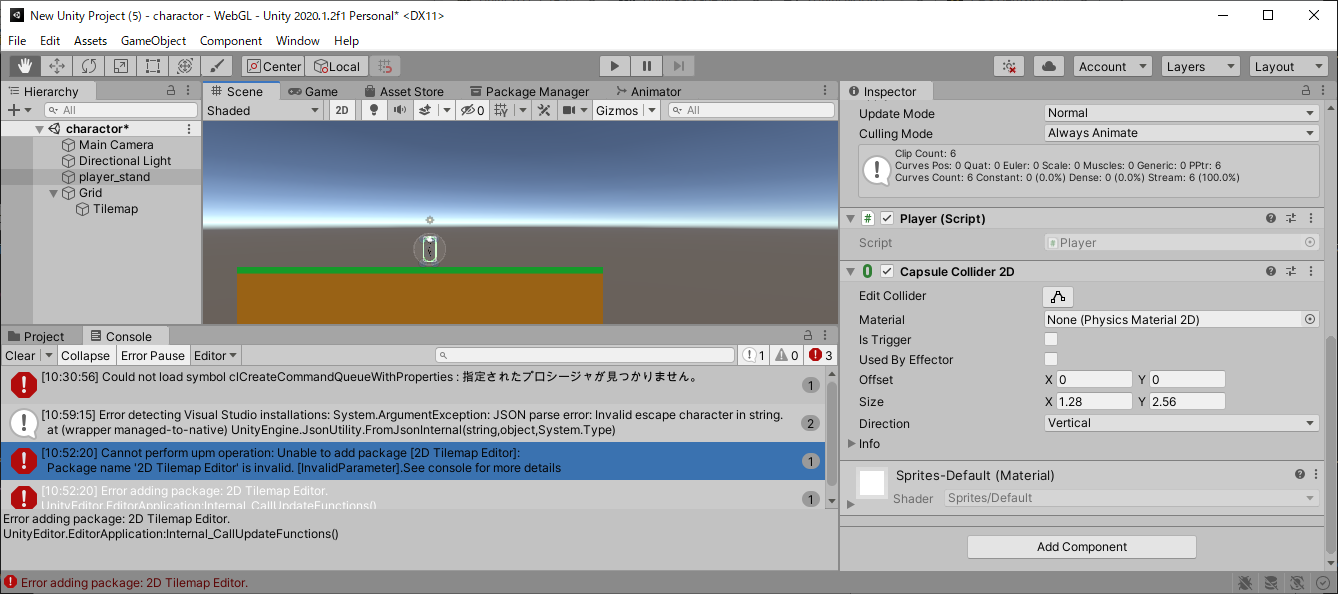 New Unity Project (5) - charactor - WebGL - Unity 2020.1.2f1 Personal* <DX11>
File Edit Assets GameObject Component Window Help
Center Local Account Layers Layout
Hierarchy
All
charactor*
Main Camera
Directional Light
player_stand
Grid
Tilemap
Scene Game Asset Store Package Manager Animator
Shaded 2D 0 Gizmos All
Project Console
Clear Collapse Error Pause Editor 1 0 3
[10:30:56] Could not load symbol clCreateCommandQueueWithProperties : 指定されたプロシージャが見つかりません。
1
[10:59:15] Error detecting Visual Studio installations: System.ArgumentException: JSON parse error: Invalid escape character in string.
at (wrapper managed-to-native) UnityEngine.JsonUtility.FromJsonInternal(string,object,System.Type)
2
[10:52:20] Cannot perform upm operation: Unable to add package [2D Tilemap Editor]:
Package name '2D Tilemap Editor' is invalid. [InvalidParameter].See console for more details
1
[10:52:20] Error adding package: 2D Tilemap Editor.
UnityEditor.EditorApplication:Internal_CallUpdateFunctions()
1
Error adding package: 2D Tilemap Editor.
UnityEditor.EditorApplication:Internal_CallUpdateFunctions()
Inspector
Update Mode Normal
Culling Mode Always Animate
Clip Count: 6
Curves Pos: 0 Quat: 0 Euler: 0 Scale: 0 Muscles: 0 Generic: 0 PPtr: 6
Curves Count: 6 Constant: 0 (0.0%) Dense: 0 (0.0%) Stream: 6 (100.0%)
# Player (Script)
Script # Player
Capsule Collider 2D
Edit Collider
Material None (Physics Material 2D)
Is Trigger
Used By Effector
Offset X 0 Y 0
Size X 1.28 Y 2.56
Direction Vertical
Info
Sprites-Default (Material)
Shader Sprites/Default
Add Component
Error adding package: 2D Tilemap Editor.